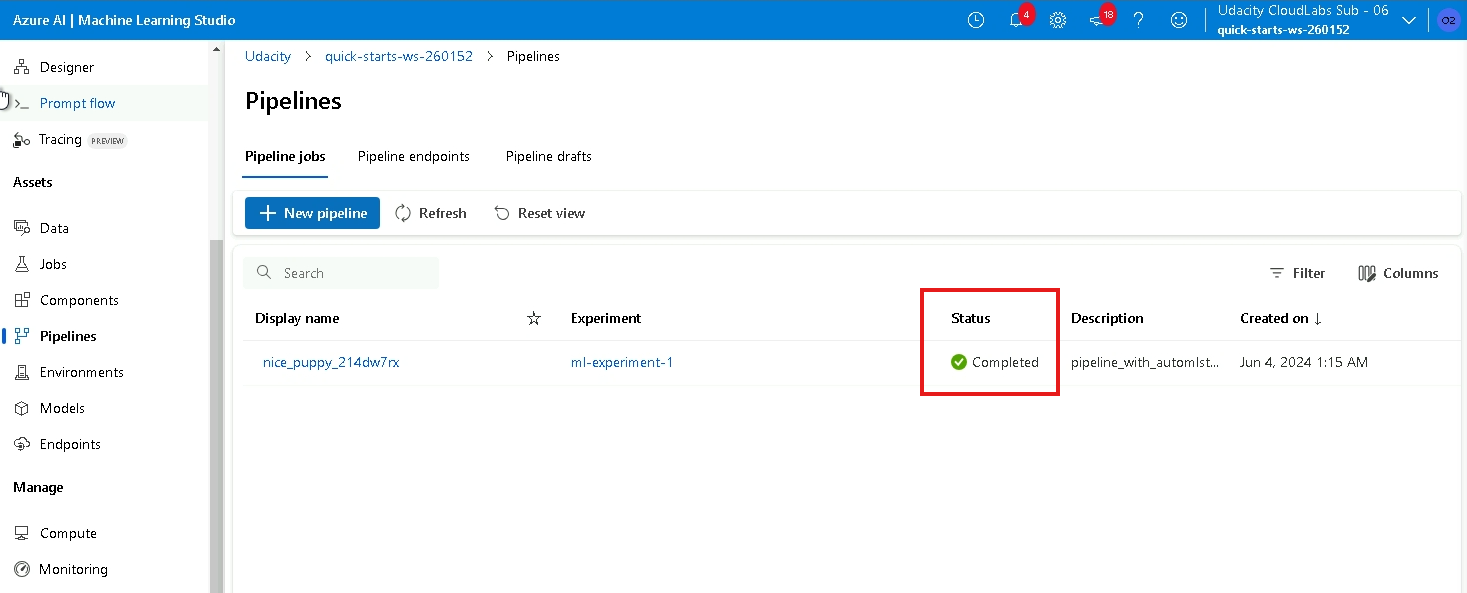 Azure AI | Machine Learning Studio
4
18
Udacity CloudLabs Sub - 06
quick-starts-ws-260152
O2
Designer
Prompt flow
Tracing PREVIEW
Assets
Data
Jobs
Components
Pipelines
Environments
Models
Endpoints
Manage
Compute
Monitoring
Udacity > quick-starts-ws-260152 > Pipelines
Pipelines
Pipeline jobs Pipeline endpoints Pipeline drafts
New pipeline Refresh Reset view
Search Filter Columns
Display name Experiment Status Description Created on ↓
nice_puppy_214dw7rx ml-experiment-1 Completed pipeline_with_automlst... Jun 4, 2024 1:15 AM